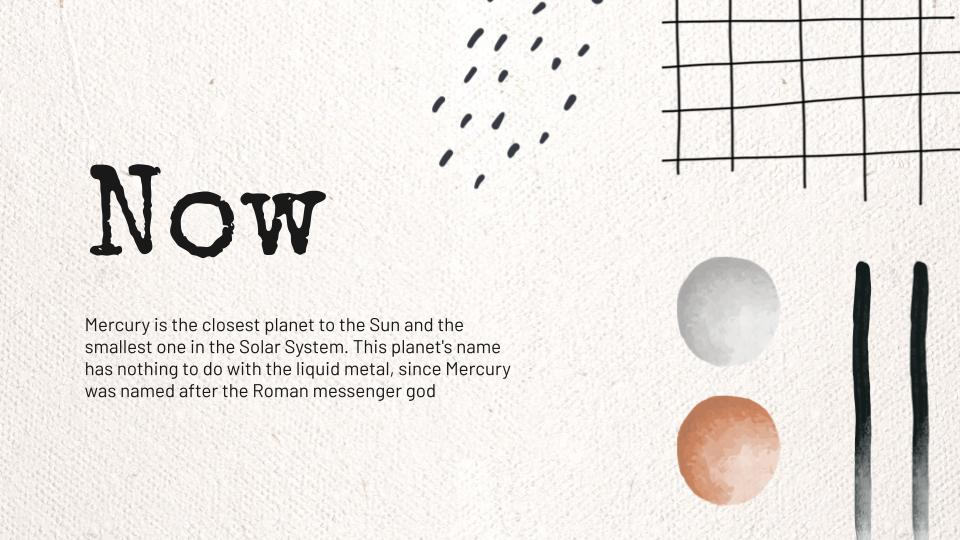 Now
Mercury is the closest planet to the Sun and the
smallest one in the Solar System. This planet's name
has nothing to do with the liquid metal, since Mercury
was named after the Roman messenger god